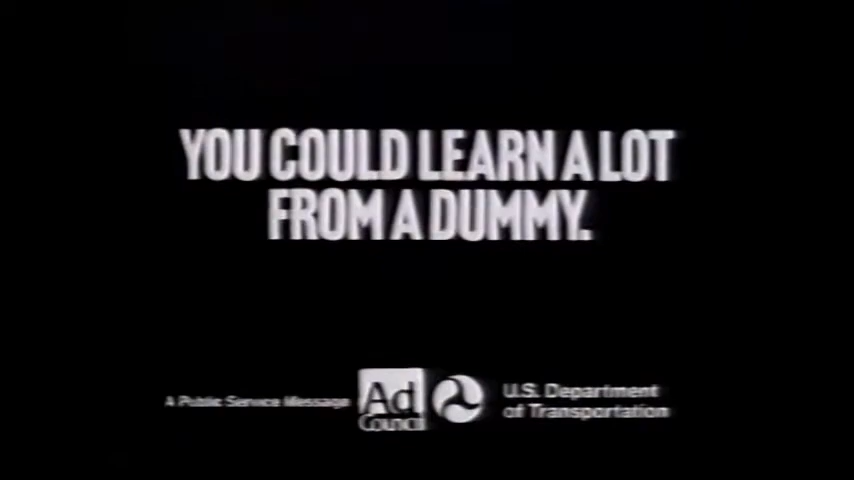 YOU COULD LEARN A LOT
FROM A DUMMY.
A Public Service Message
Ad
Council
U.S. Department
of Transportation